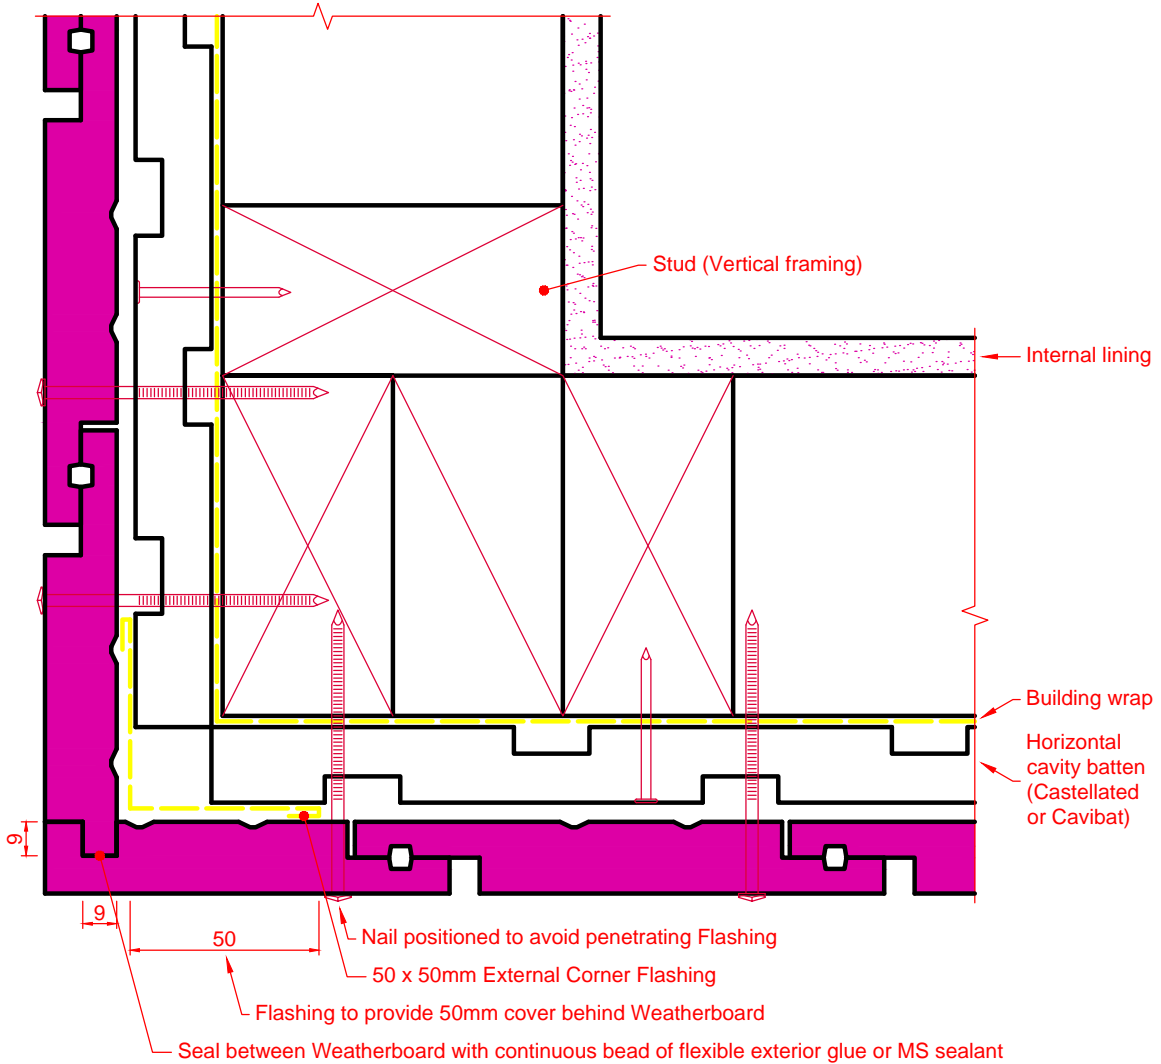 Stud (Vertical framing)
Internal lining
Building wrap
Horizontal
cavity batten
(Castellated
or Cavibat)
9
9
50
Nail positioned to avoid penetrating Flashing
50 x 50mm External Corner Flashing
Flashing to provide 50mm cover behind Weatherboard
Seal between Weatherboard with continuous bead of flexible exterior glue or MS sealant